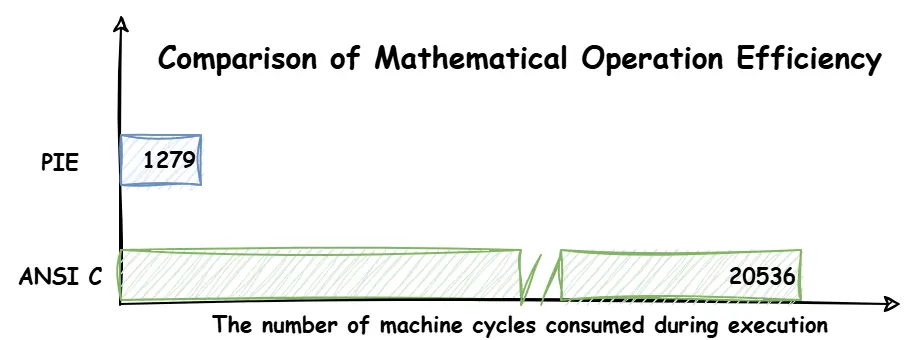 Comparison of Mathematical Operation Efficiency
PIE
1279
ANSI C
20536
The number of machine cycles consumed during execution